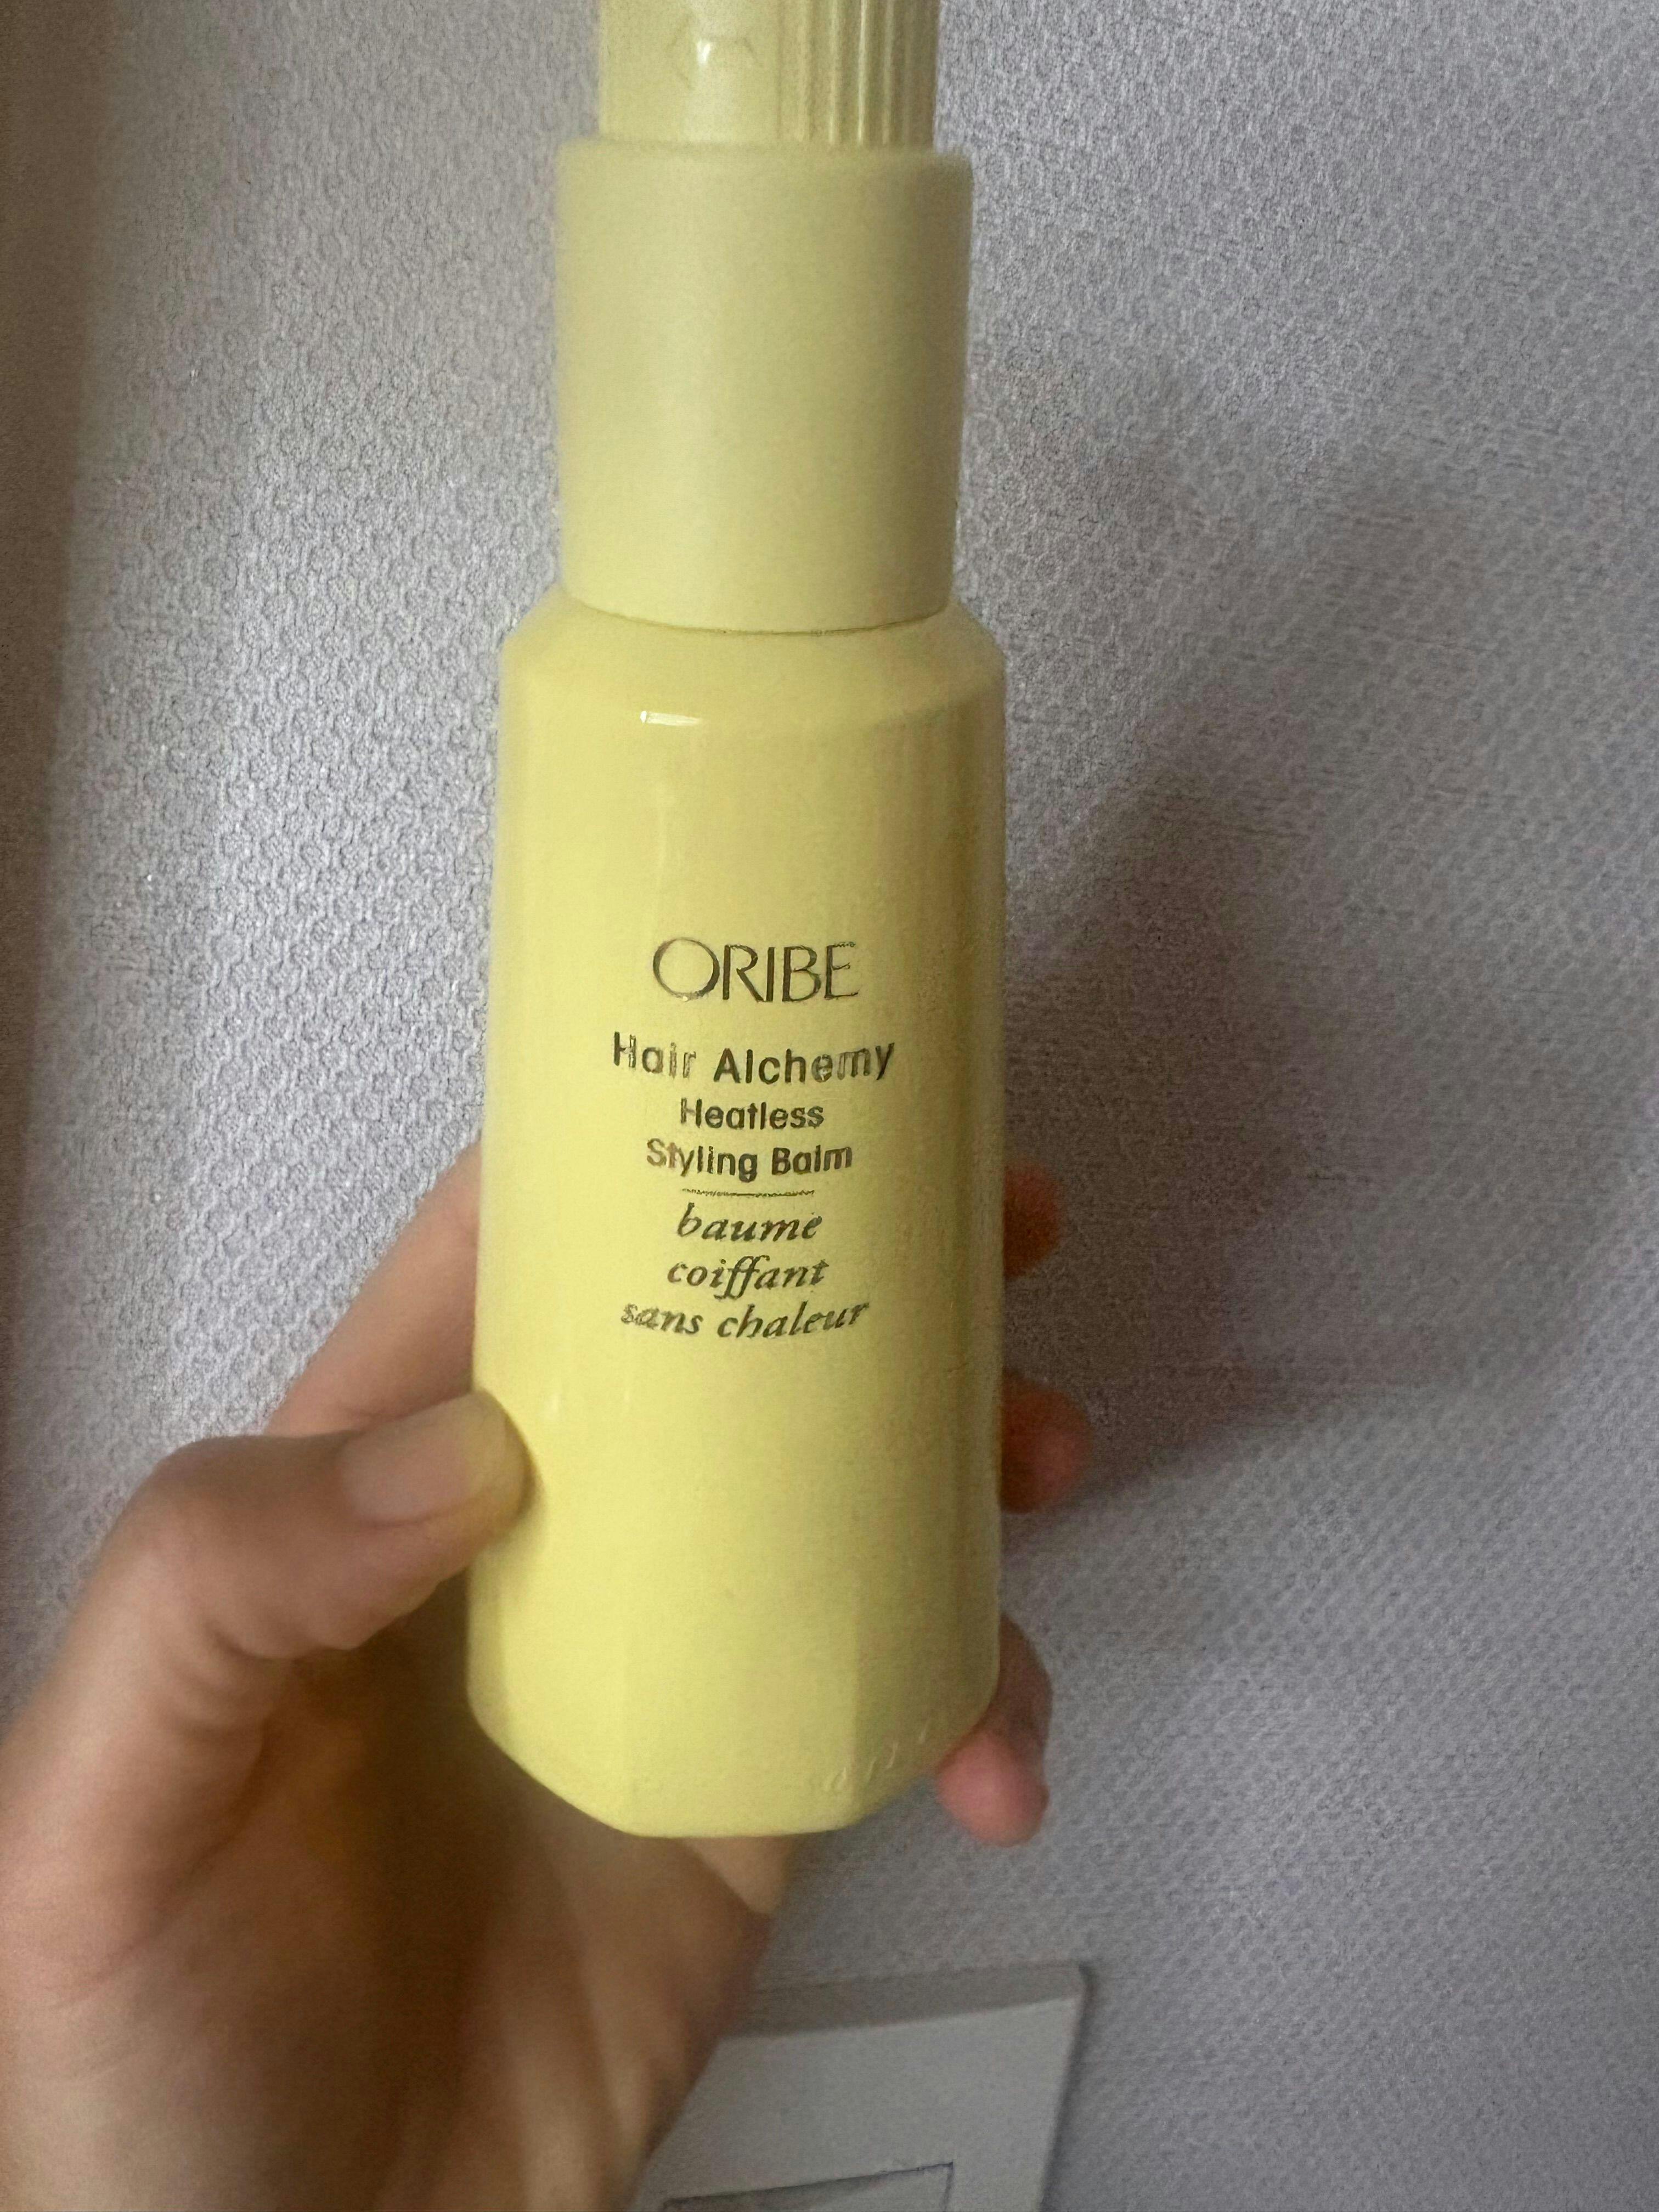 ORIBE
Hair Alchemy
Heatless
Styling Balm
baume
coiffant
sans chaleur